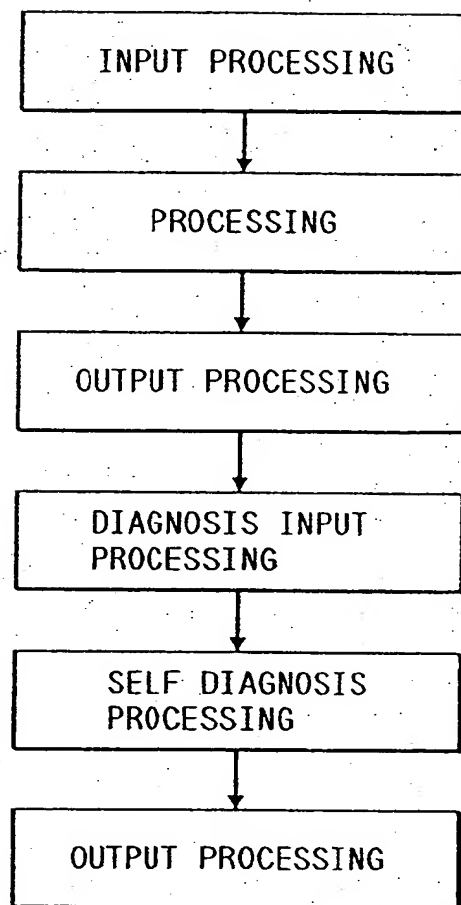 INPUT PROCESSING
PROCESSING
OUTPUT PROCESSING
DIAGNOSIS INPUT
PROCESSING
SELF DIAGNOSIS
PROCESSING
OUTPUT PROCESSING